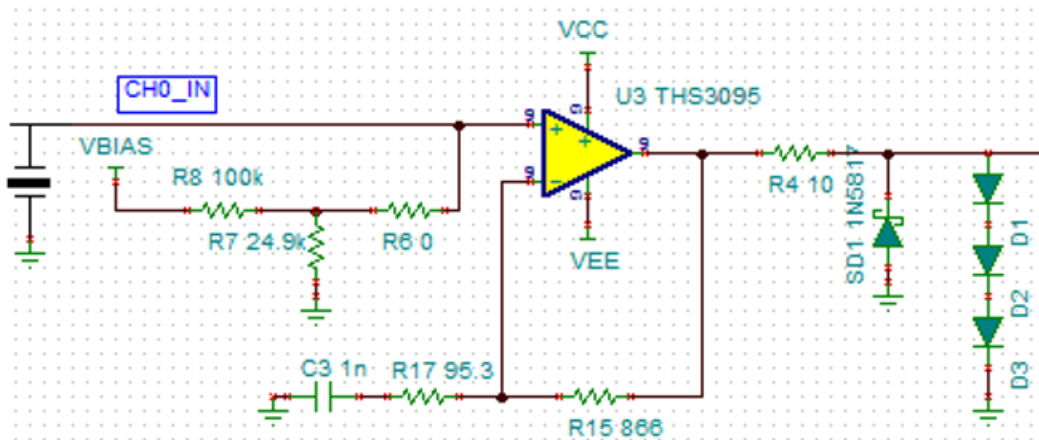 VCC
CH0_IN
U3 THS3095
VBIAS
R8 100k
R4 10
R7 24.9k
R6 0
SD1 1N5817
VEE
D1
D2
D3
C3 1n
R17 95.3
R15 866
+
-
+